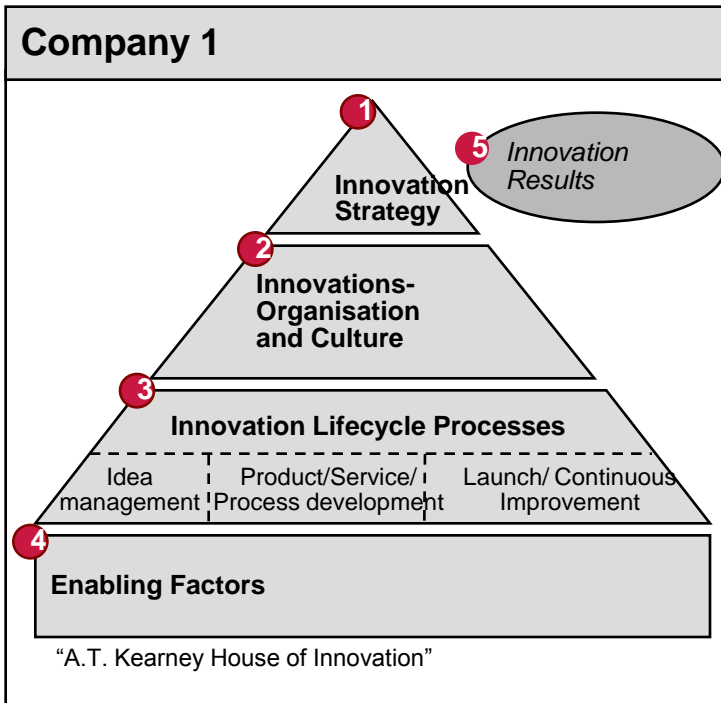 Company 1
1
5
Innovation
Results
Innovation
Strategy
2
Innovations-
Organisation
and Culture
3
Innovation Lifecycle Processes
Idea
management
Product/Service/
Process development
Launch/ Continuous
Improvement
4
Enabling Factors
“A.T. Kearney House of Innovation”